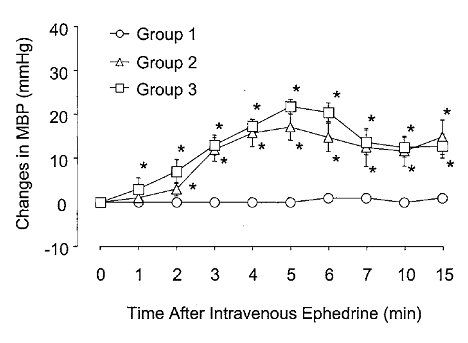 Changes in MBP (mmHg)
40
30
20
10
0
-10
Group 1
Group 2
Group 3
* * * * * * * *
* * * * * * * *
0 1 2 3 4 5 6 7 10 15
Time After Intravenous Ephedrine (min)